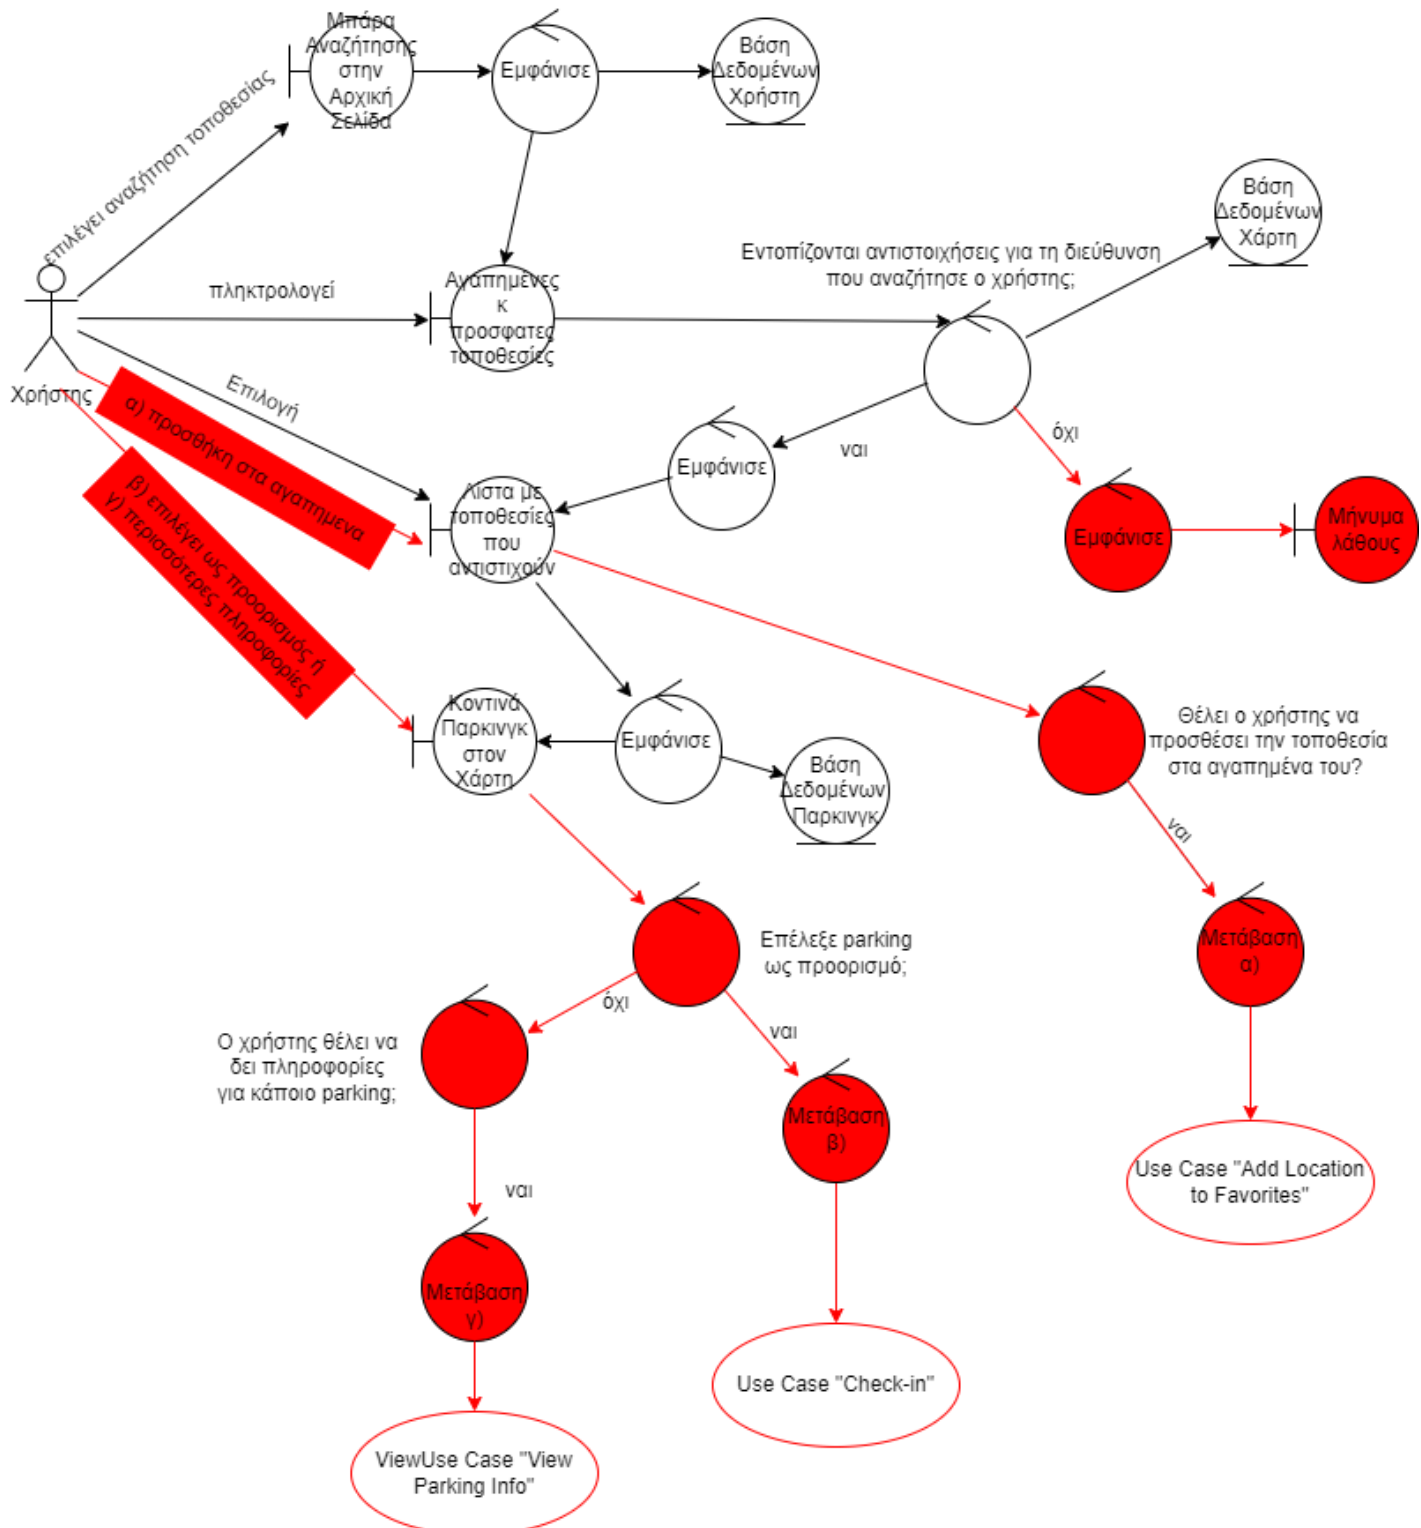 Μπάρα
Αναζήτησης
στην
Αρχική
Σελίδα
Εμφάνισε
Βάση
Δεδομένων
Χρήστη
επιλέγει αναζήτηση τοποθεσίας
Βάση
Δεδομένων
Χάρτη
Εντοπίζονται αντιστοιχήσεις για τη διεύθυνση
που αναζήτησε ο χρήστης;
πληκτρολογεί
Αγαπημένες
κ
προσφατες
τοποθεσίες
Χρήστης
Επιλογή
α) προσθήκη στα αγαπημενα
ναι
όχι
Εμφάνισε
Λιστα με
τοποθεσίες
που
αντιστιχούν
Εμφάνισε
Μήνυμα
λάθους
β) επιλέγει ως προορισμός ή
γ) περισσότερες πληροφορίες
Κοντινά
Παρκινγκ
στον
Χάρτη
Εμφάνισε
Βάση
Δεδομένων
Παρκινγκ
Θέλει ο χρήστης να
προσθέσει την τοποθεσία
στα αγαπημένα του?
ναι
Επέλεξε parking
ως προορισμό;
Μετάβαση
α)
όχι
ναι
Ο χρήστης θέλει να
δει πληροφορίες
για κάποιο parking;
Μετάβαση
β)
Use Case "Add Location
to Favorites"
ναι
Μετάβαση
γ)
Use Case "Check-in"
ViewUse Case "View
Parking Info"